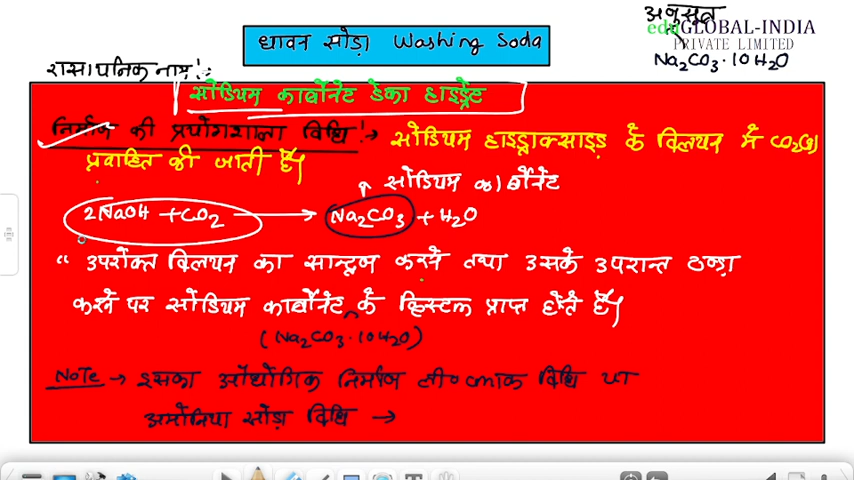 अनुसूत्र
eduGLOBAL-INDIA
PRIVATE LIMITED
धावन सोडा Washing Soda
Na2CO3·10H2O
रासायनिक नाम :-
सोडियम कार्बोनेट डेका हाइड्रेट
निर्माण की प्रयोगशाला विधि :→ सोडियम हाइड्राक्साइड के विलयन में CO2(g)
प्रवाहित की जाती है।
↑ सोडियम कार्बोनेट
2NaOH + CO2 → Na2CO3 + H2O
“ उपरोक्त विलयन का सान्द्रण करने तथा उसके उपरान्त ठण्डा
करने पर सोडियम कार्बोनेट के क्रिस्टल प्राप्त होते है।
(Na2CO3·10H2O)
Note → इसका औद्योगिक निर्माण ली० ब्लाक विधि या
अमोनिया सोडा विधि →